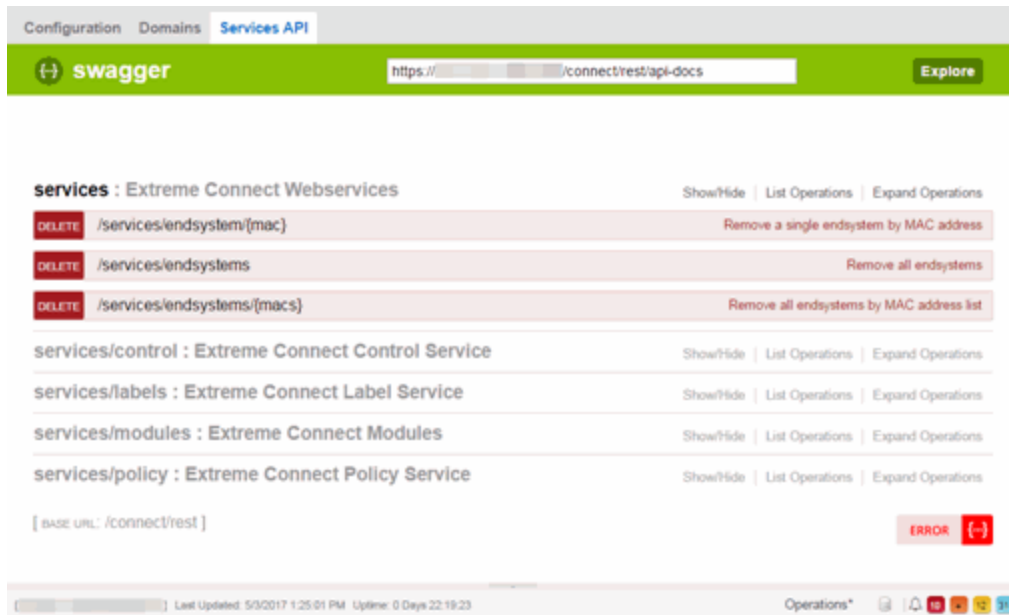 Configuration Domains Services API
swagger https:// /connect/rest/api-docs Explore
services : Extreme Connect Webservices Show/Hide | List Operations | Expand Operations
DELETE /services/endsystem/{mac} Remove a single endsystem by MAC address
DELETE /services/endsystems Remove all endsystems
DELETE /services/endsystems/{macs} Remove all endsystems by MAC address list
services/control : Extreme Connect Control Service Show/Hide | List Operations | Expand Operations
services/labels : Extreme Connect Label Service Show/Hide | List Operations | Expand Operations
services/modules : Extreme Connect Modules Show/Hide | List Operations | Expand Operations
services/policy : Extreme Connect Policy Service Show/Hide | List Operations | Expand Operations
[ BASE URL: /connect/rest ]
ERROR {...}
[ ] Last Updated: 5/3/2017 1:25:01 PM Uptime: 0 Days 22:19:23 Operations* 10 12 31